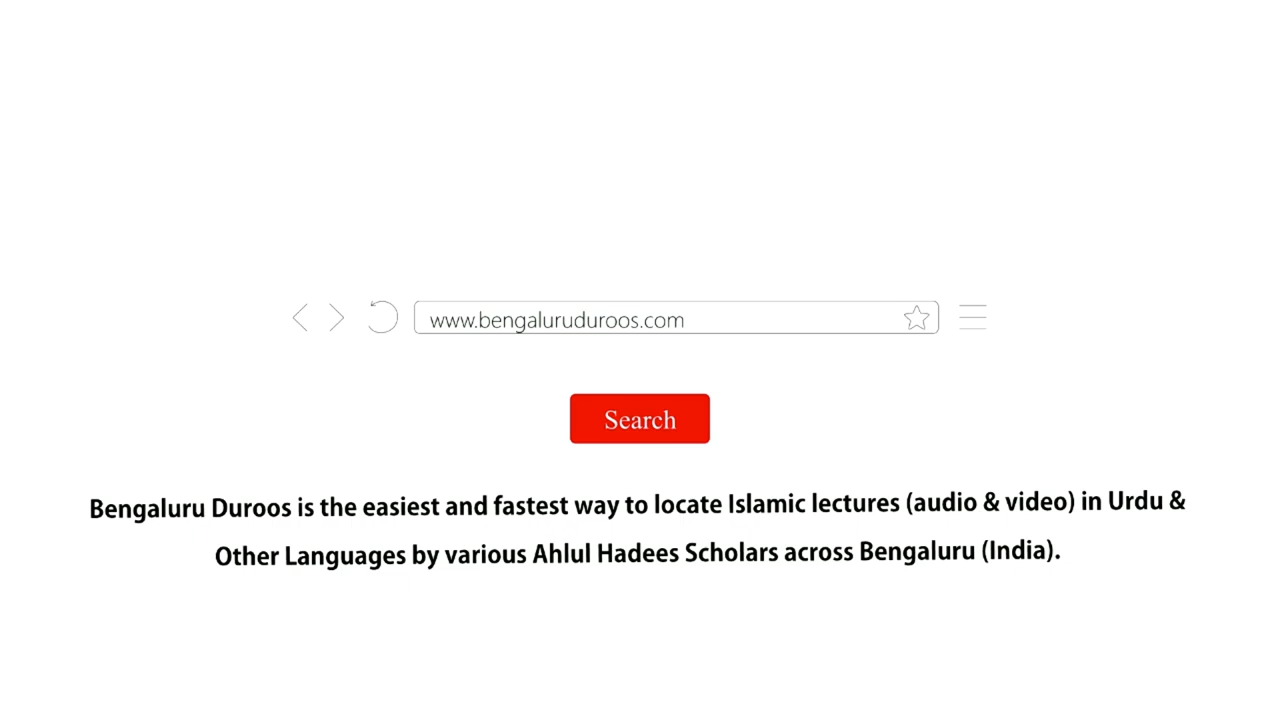 www.bengaluruduroos.com
Search
Bengaluru Duroos is the easiest and fastest way to locate Islamic lectures (audio & video) in Urdu &
Other Languages by various Ahlul Hadees Scholars across Bengaluru (India).